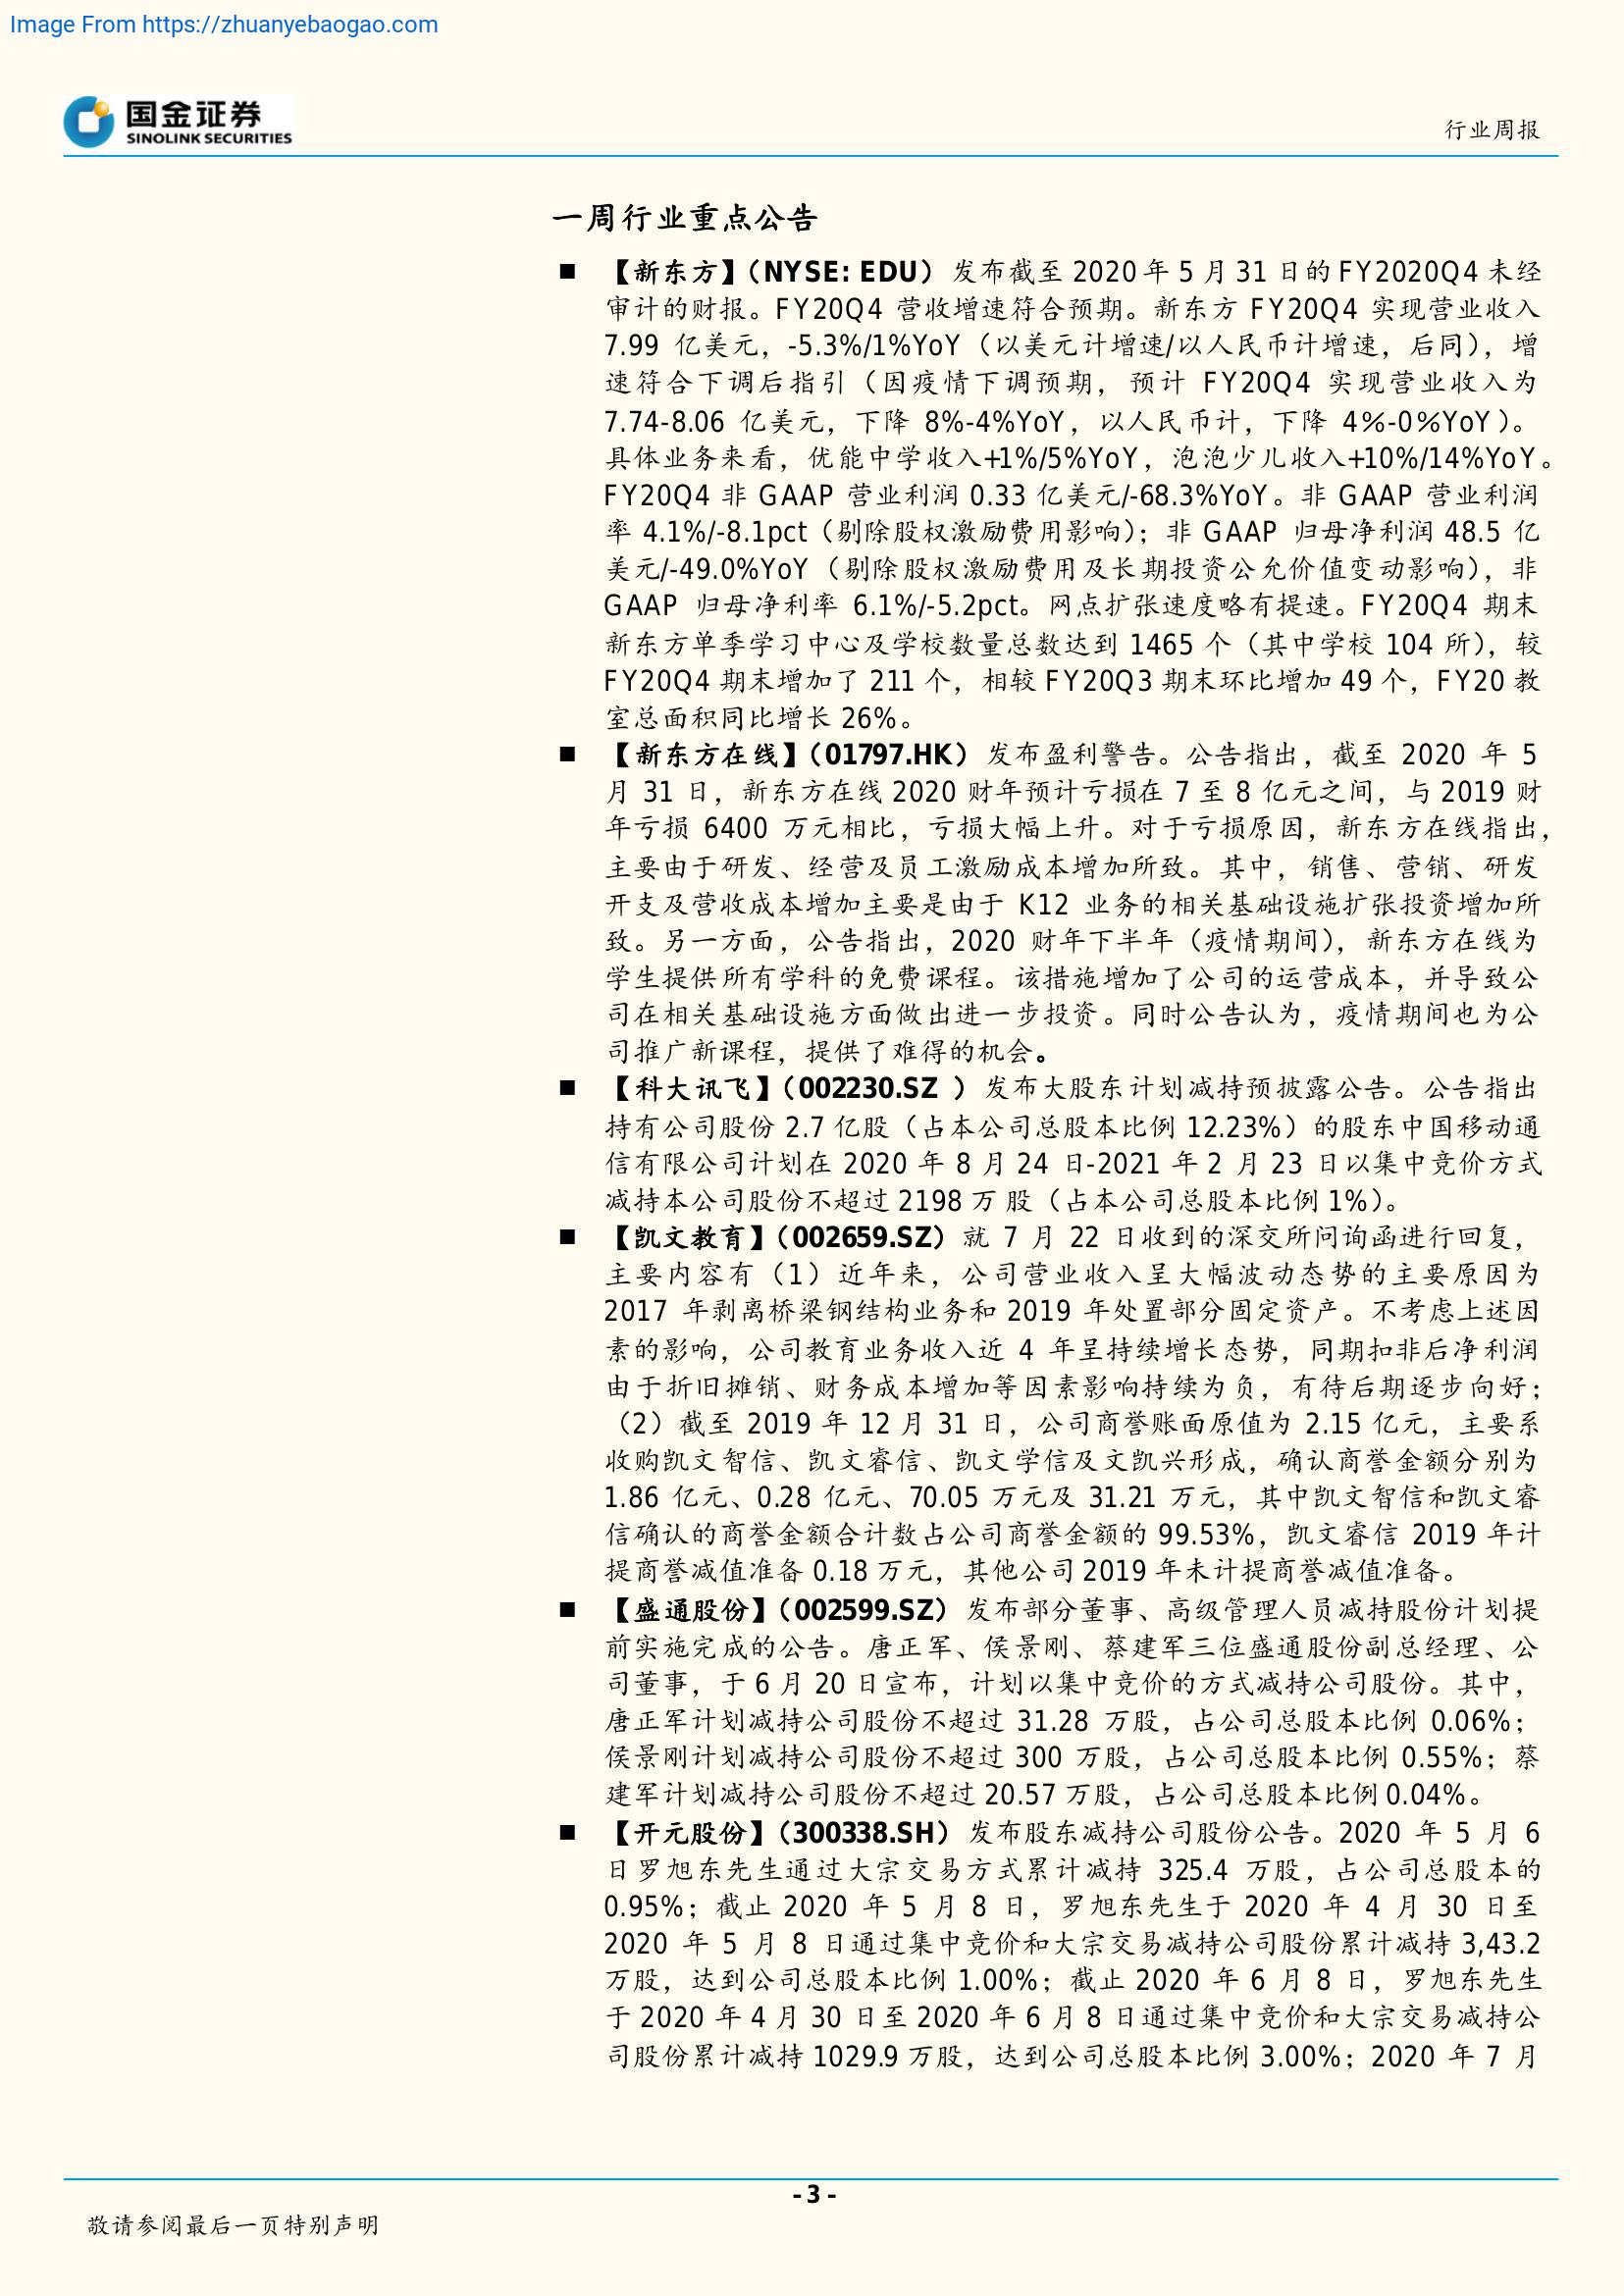 Image From https://zhuanyebaogao.com
国金证券
SINOLINK SECURITIES
行业周报
一周行业重点公告
■ 【新东方】（NYSE: EDU）发布截至 2020 年 5 月 31 日的 FY2020Q4 未经
审计的财报。FY20Q4 营收增速符合预期。新东方 FY20Q4 实现营业收入
7.99 亿美元，-5.3%/1%YoY（以美元计增速/以人民币计增速，后同），增
速符合下调后指引（因疫情下调预期，预计 FY20Q4 实现营业收入为
7.74-8.06 亿美元，下降 8%-4%YoY，以人民币计，下降 4%-0%YoY）。
具体业务来看，优能中学收入+1%/5%YoY，泡泡少儿收入+10%/14%YoY。
FY20Q4 非 GAAP 营业利润 0.33 亿美元/-68.3%YoY。非 GAAP 营业利润
率 4.1%/-8.1pct（剔除股权激励费用影响）；非 GAAP 归母净利润 48.5 亿
美元/-49.0%YoY（剔除股权激励费用及长期投资公允价值变动影响），非
GAAP 归母净利率 6.1%/-5.2pct。网点扩张速度略有提速。FY20Q4 期末
新东方单季学习中心及学校数量总数达到 1465 个（其中学校 104 所），较
FY20Q4 期末增加了 211 个，相较 FY20Q3 期末环比增加 49 个，FY20 教
室总面积同比增长 26%。
■ 【新东方在线】（01797.HK）发布盈利警告。公告指出，截至 2020 年 5
月 31 日，新东方在线 2020 财年预计亏损在 7 至 8 亿元之间，与 2019 财
年亏损 6400 万元相比，亏损大幅上升。对于亏损原因，新东方在线指出，
主要由于研发、经营及员工激励成本增加所致。其中，销售、营销、研发
开支及营收成本增加主要是由于 K12 业务的相关基础设施扩张投资增加所
致。另一方面，公告指出，2020 财年下半年（疫情期间），新东方在线为
学生提供所有学科的免费课程。该措施增加了公司的运营成本，并导致公
司在相关基础设施方面做出进一步投资。同时公告认为，疫情期间也为公
司推广新课程，提供了难得的机会。
■ 【科大讯飞】（002230.SZ ）发布大股东计划减持预披露公告。公告指出
持有公司股份 2.7 亿股（占本公司总股本比例 12.23%）的股东中国移动通
信有限公司计划在 2020 年 8 月 24 日-2021 年 2 月 23 日以集中竞价方式
减持本公司股份不超过 2198 万 股（占本公司总股本比例 1%）。
■ 【凯文教育】（002659.SZ）就 7 月 22 日收到的深交所问询函进行回复，
主要内容有（1）近年来，公司营业收入呈大幅波动态势的主要原因为
2017 年剥离桥梁钢结构业务和 2019 年处置部分固定资产。不考虑上述因
素的影响，公司教育业务收入近 4 年呈持续增长态势，同期扣非后净利润
由于折旧摊销、财务成本增加等因素影响持续为负，有待后期逐步向好；
（2）截至 2019 年 12 月 31 日，公司商誉账面原值为 2.15 亿元，主要系
收购凯文智信、凯文睿信、凯文学信及文凯兴形成，确认商誉金额分别为
1.86 亿元、0.28 亿元、70.05 万元及 31.21 万元，其中凯文智信和凯文睿
信确认的商誉金额合计数占公司商誉金额的 99.53%，凯文睿信 2019 年计
提商誉减值准备 0.18 万元，其他公司 2019 年未计提商誉减值准备。
■ 【盛通股份】（002599.SZ）发布部分董事、高级管理人员减持股份计划提
前实施完成的公告。唐正军、侯景刚、蔡建军三位盛通股份副总经理、公
司董事，于 6 月 20 日宣布，计划以集中竞价的方式减持公司股份。其中，
唐正军计划减持公司股份不超过 31.28 万股，占公司总股本比例 0.06%；
侯景刚计划减持公司股份不超过 300 万股，占公司总股本比例 0.55%；蔡
建军计划减持公司股份不超过 20.57 万股，占公司总股本比例 0.04%。
■ 【开元股份】（300338.SH）发布股东减持公司股份公告。2020 年 5 月 6
日罗旭东先生通过大宗交易方式累计减持 325.4 万股，占公司总股本的
0.95%；截止 2020 年 5 月 8 日，罗旭东先生于 2020 年 4 月 30 日至
2020 年 5 月 8 日通过集中竞价和大宗交易减持公司股份累计减持 3,43.2
万股，达到公司总股本比例 1.00%；截止 2020 年 6 月 8 日，罗旭东先生
于 2020 年 4 月 30 日至 2020 年 6 月 8 日通过集中竞价和大宗交易减持公
司股份累计减持 1029.9 万股，达到公司总股本比例 3.00%；2020 年 7 月
- 3 -
敬请参阅最后一页特别声明